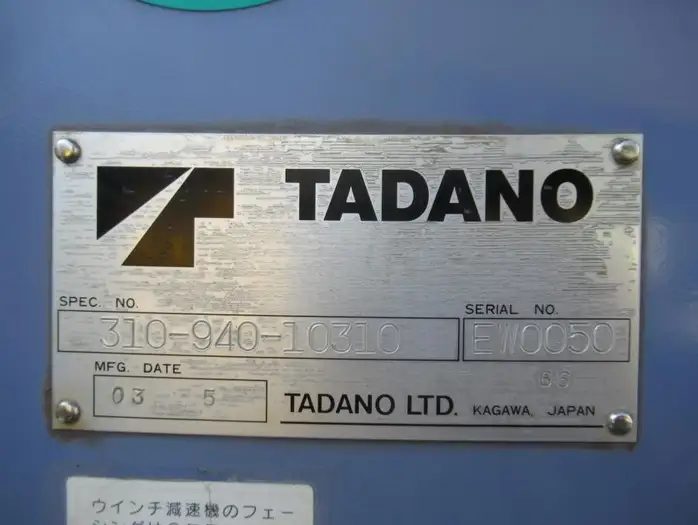 TADANO
SPEC. NO.
310-940-10310
SERIAL NO.
EW0050
MFG. DATE
03 5
TADANO LTD. KAGAWA, JAPAN
ウインチ減速機のフェー